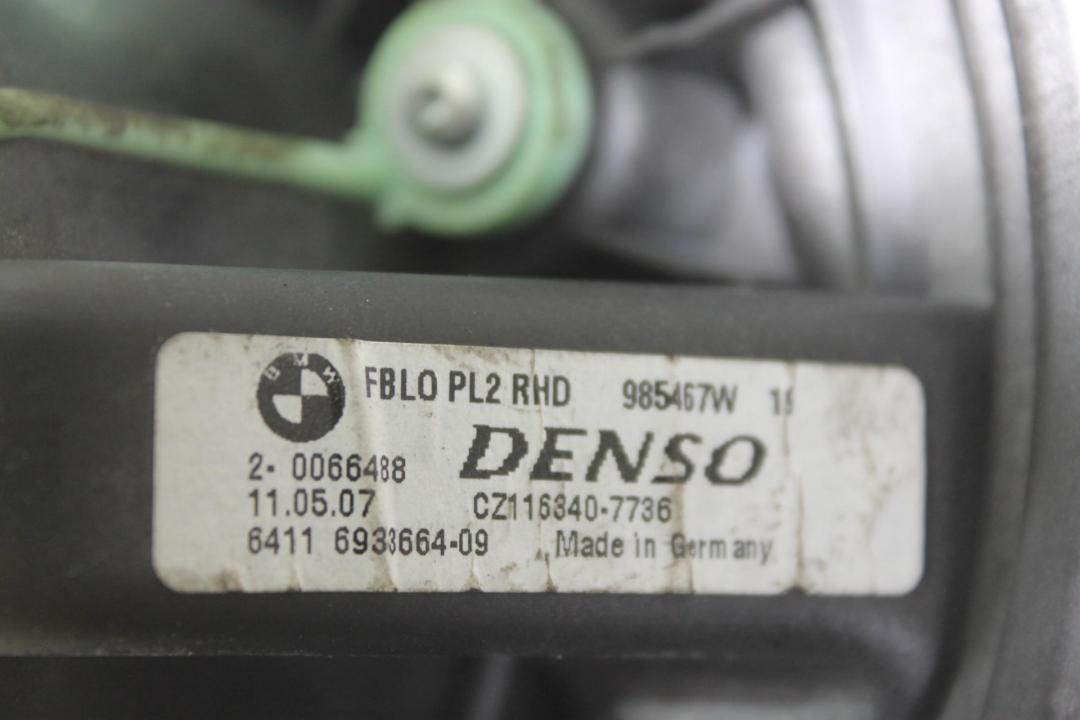 BMW FBLO PL2 RHD 985467W
DENSO
2- 0066488
11.05.07 CZ116340-7736
6411 6933664-09 Made in Germany